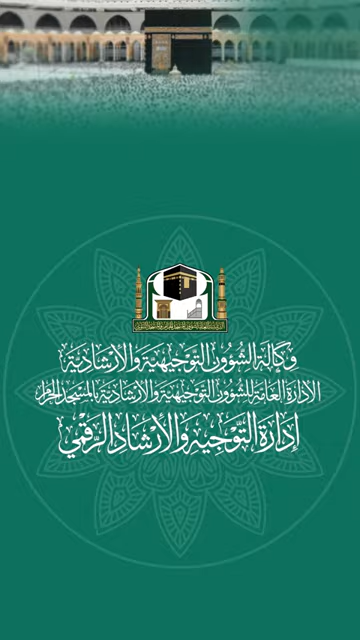 وكالة الشؤون التوجيهية والإرشادية
الإدارة العامة للشؤون التوجيهية والإرشادية بالمسجد الحرام
إدارة التوجيه والإرشاد الرقمي